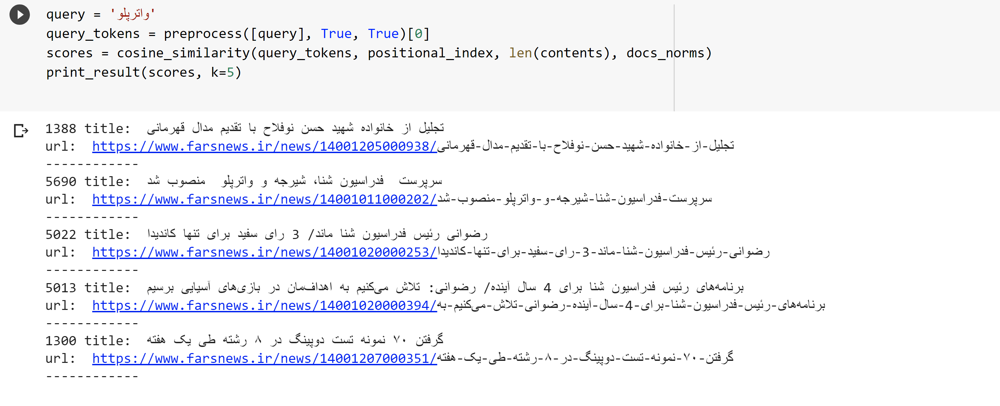 query = 'واترپلو'
query_tokens = preprocess([query], True, True)[0]
scores = cosine_similarity(query_tokens, positional_index, len(contents), docs_norms)
print_result(scores, k=5)
1388 title:  تجلیل از خانواده شهید حسن نوفلاح با تقدیم مدال قهرمانی
url:  https://www.farsnews.ir/news/14001205000938/تجلیل-از-خانواده-شهید-حسن-نوفلاح-با-تقدیم-مدال-قهرمانی
------------
5690 title:  سرپرست  فدراسیون شنا، شیرجه و واترپلو  منصوب شد
url:  https://www.farsnews.ir/news/14001011000202/سرپرست-فدراسیون-شنا-شیرجه-و-واترپلو-منصوب-شد
------------
5022 title:  رضوانی رئیس فدراسیون شنا ماند/ 3 رای سفید برای تنها کاندیدا
url:  https://www.farsnews.ir/news/14001020000253/رضوانی-رئیس-فدراسیون-شنا-ماند-3-رای-سفید-برای-تنها-کاندیدا
------------
5013 title:  برنامه‌های رئیس فدراسیون شنا برای 4 سال آینده/ رضوانی: تلاش می‌کنیم به اهداف‌مان در بازی‌های آسیایی برسیم
url:  https://www.farsnews.ir/news/14001020000394/برنامه‌های-رئیس-فدراسیون-شنا-برای-4-سال-آینده-رضوانی-تلاش-می‌کنیم-به
------------
1300 title:  گرفتن ۷۰ نمونه تست دوپینگ در ۸ رشته طی یک هفته
url:  https://www.farsnews.ir/news/14001207000351/گرفتن-۷۰-نمونه-تست-دوپینگ-در-۸-رشته-طی-یک-هفته
------------